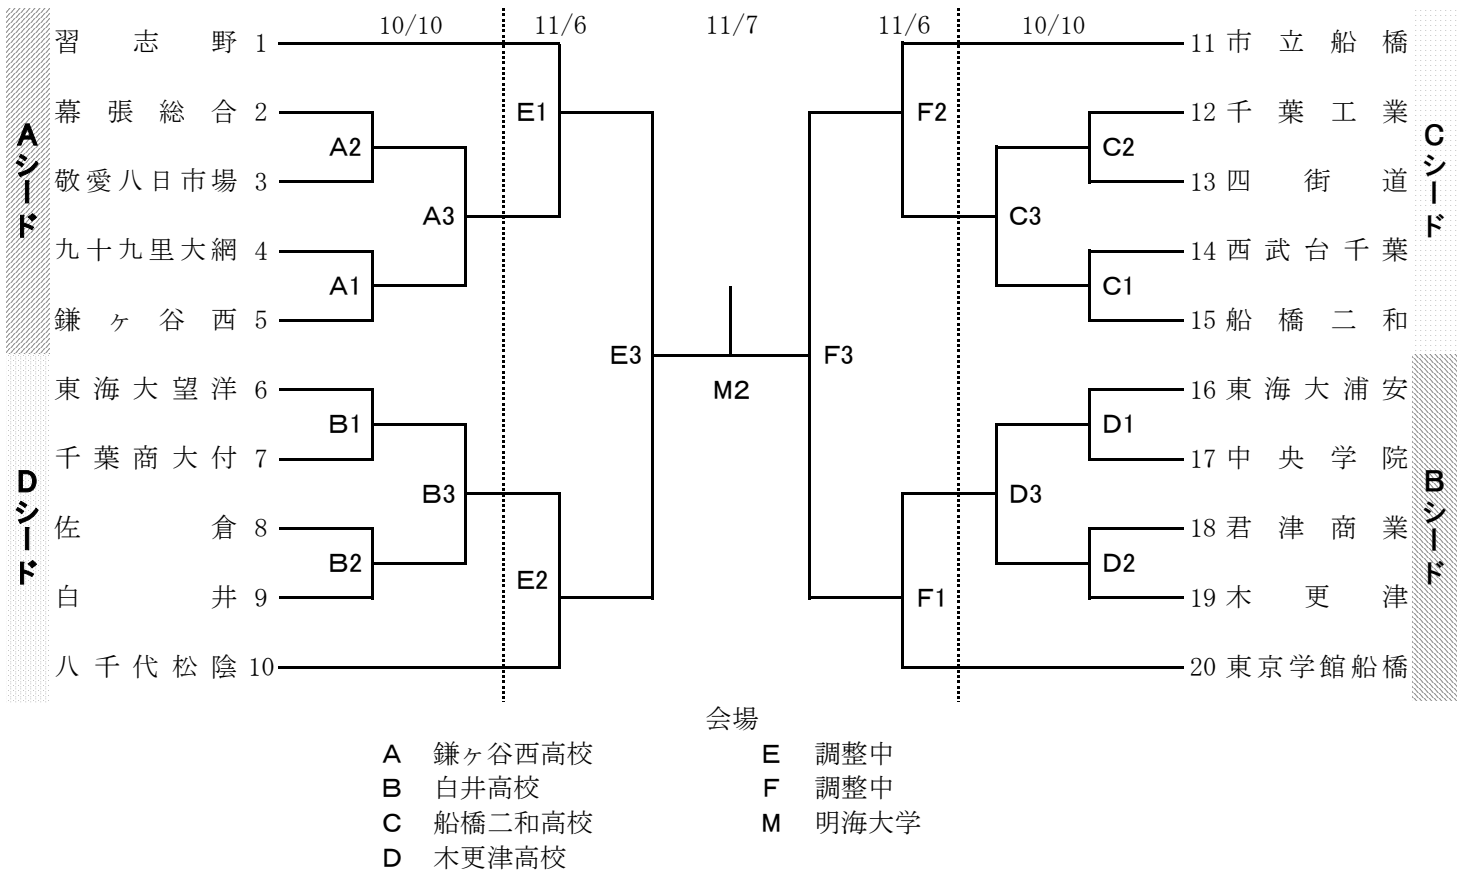 10/10 11/6 11/7 11/6 10/10
習志野 1
11 市立船橋
幕張総合 2
E1
F2
12 千葉工業
A2
C2
敬愛八日市場 3
13 四街道
Aシード
Cシード
A3
C3
九十九里大網 4
14 西武台千葉
A1
C1
鎌ヶ谷西 5
15 船橋二和
E3
F3
東海大望洋 6
M2
16 東海大浦安
B1
D1
千葉商大付 7
17 中央学院
B3
D3
Dシード
Bシード
佐倉 8
18 君津商業
B2
D2
E2
F1
白井 9
19 木更津
八千代松陰 10
20 東京学館船橋
会場
A 鎌ヶ谷西高校 E 調整中
B 白井高校 F 調整中
C 船橋二和高校 M 明海大学
D 木更津高校